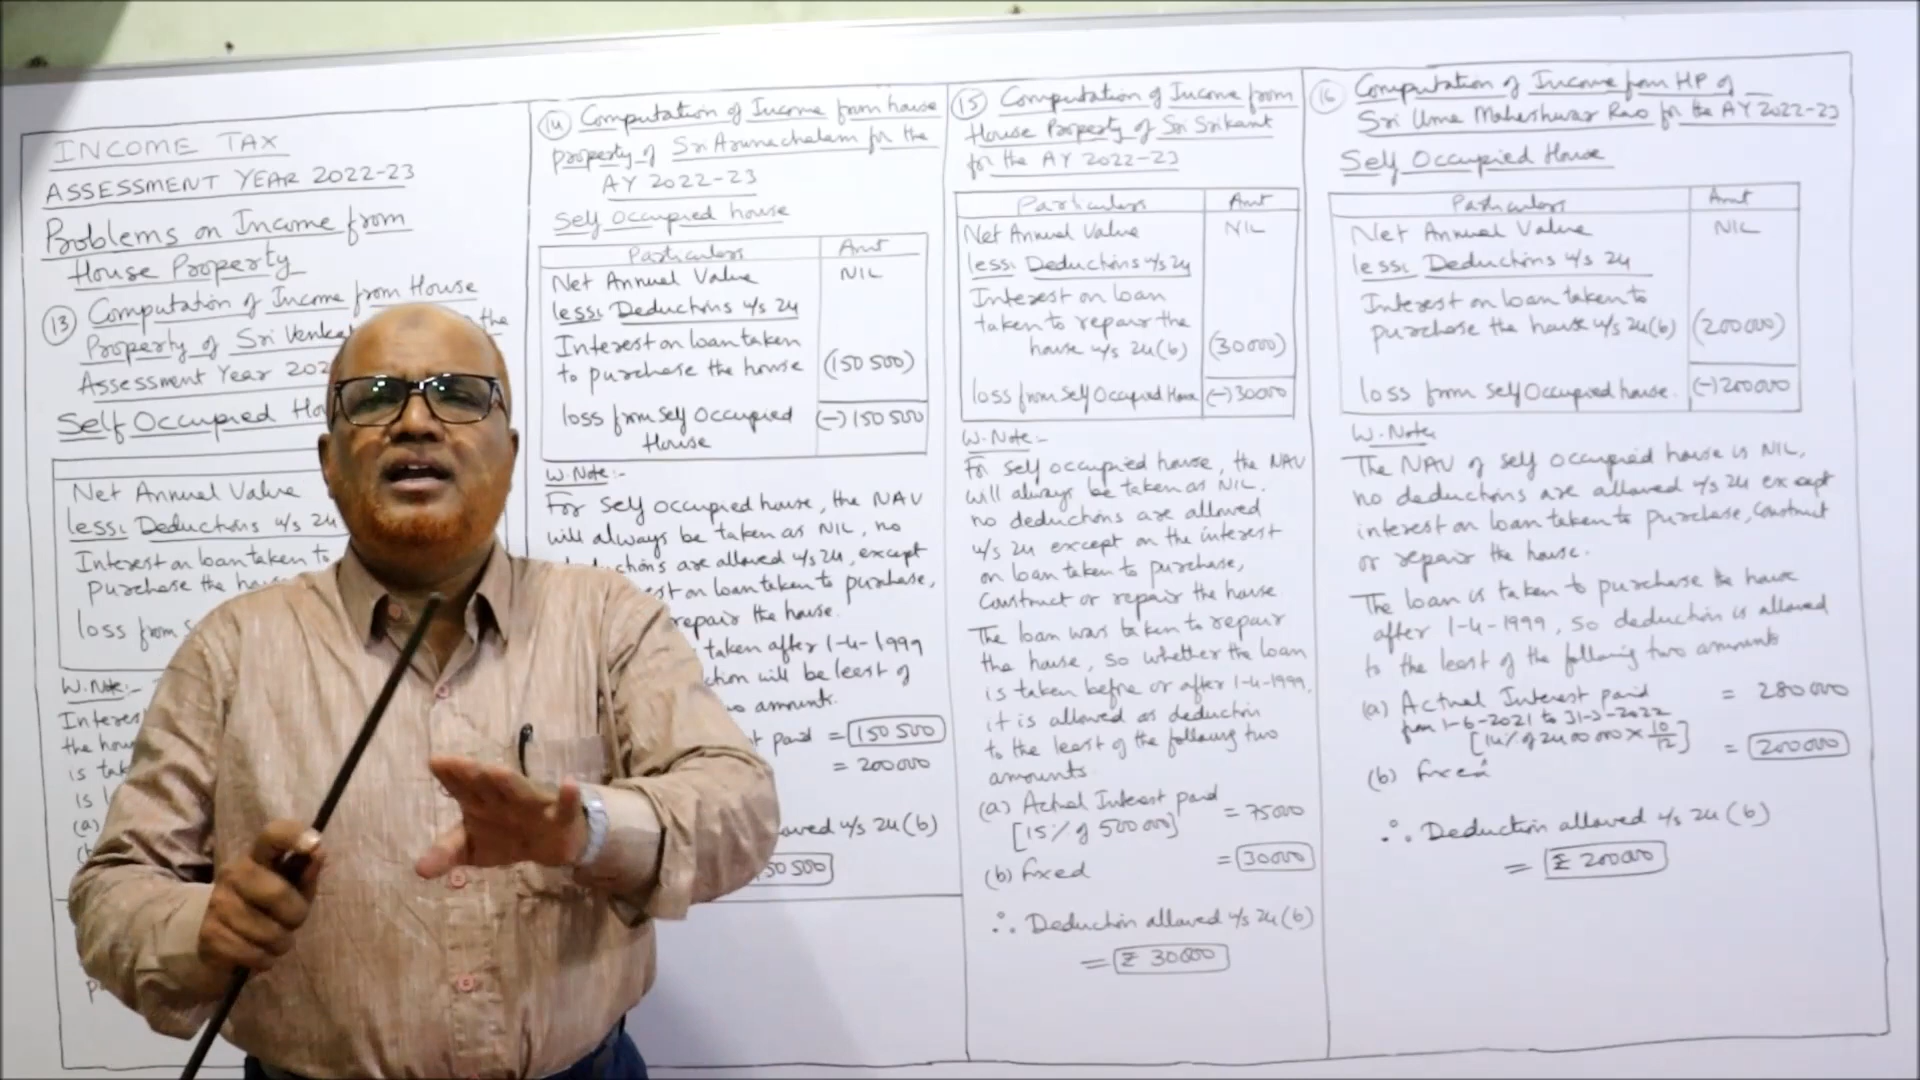 INCOME TAX
ASSESSMENT YEAR 2022-23
Problems on Income from
House Property
(13) Computation of Income from House
Property of Sri the
Assessment Year
Self Occupied
Net Annual Value
less: Deductions u/s 24
Interest on loan taken to
purchase the
loss from
W.Note:-
the
is
is
(a)
(14) Computation of Income from house
property of Sri Arunachalam for the
AY 2022-23
Self Occupied house
Particulars Amt
Net Annual Value NIL
less: Deductions u/s 24
Interest on loan taken
to purchase the house (150 500)
loss from Self Occupied (-) 150 500
House
W.Note:-
For self occupied house, the NAV
will always be taken as NIL, no
are allowed u/s 24, except
on loan taken to purchase,
repair the house.
taken after 1-4-1999
will be least of
amounts.
paid = 150 500
= 200000
u/s 24(b)
(15) Computation of Income from
House Property of Sri Srikant
for the AY 2022-23
Particulars Amt
Net Annual Value NIL
less: Deductions u/s 24
Interest on loan
taken to repair the
house u/s 24(b) (30000)
loss from Self Occupied House (-) 30000
W.Note:-
For self occupied house, the NAV
will always be taken as NIL.
no deductions are allowed
u/s 24 except on the interest
on loan taken to purchase,
Construct or repair the house
The loan was taken to repair
the house, so whether the loan
is taken before or after 1-4-1999,
it is allowed as deduction
to the least of the following two
amounts.
(a) Actual Interest paid
[15% of 500000] = 75000
(b) fixed = 30000
∴ Deduction allowed u/s 24(b)
= ₹ 30000
(16) Computation of Income from HP of
Sri Uma Maheshwar Rao for the AY 2022-23
Self Occupied House
Particulars Amt
Net Annual Value NIL
less: Deductions u/s 24
Interest on loan taken to
purchase the house u/s 24(b) (200000)
loss from self Occupied house. (-) 200000
W.Note:
The NAV of self occupied house is NIL,
no deductions are allowed u/s 24 except
interest on loan taken to purchase, Construct
or repair the house.
The loan is taken to purchase the house
after 1-4-1999, so deduction is allowed
to the least of the following two amounts
(a) Actual Interest paid = 280000
from 1-6-2021 to 31-3-2022
[14% of 2400000 × 10/12]
(b) fixed = 200000
∴ Deduction allowed u/s 24(b)
= ₹ 200000